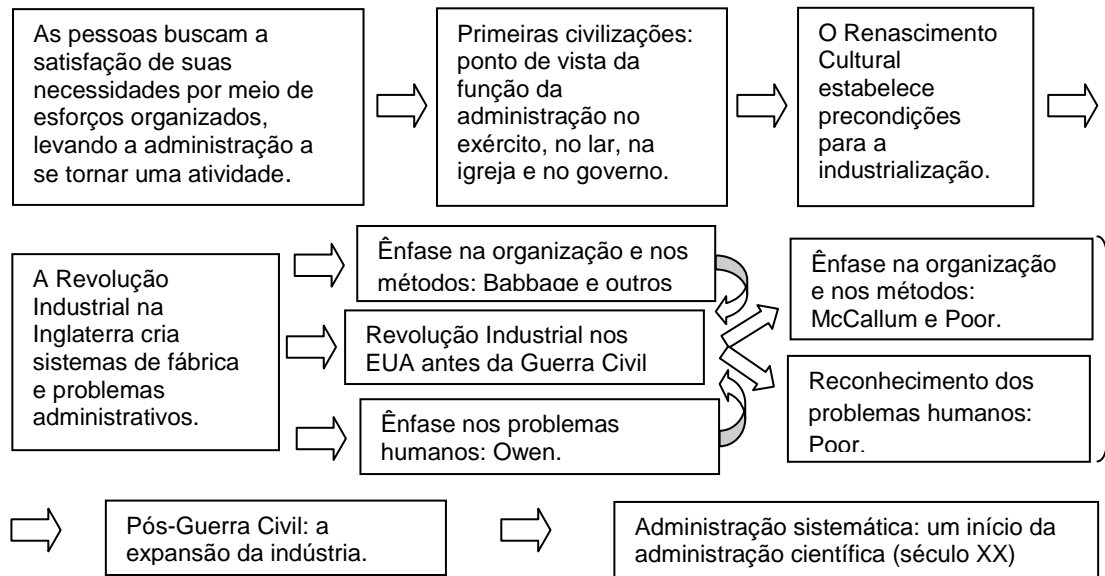 As pessoas buscam a
satisfação de suas
necessidades por meio de
esforços organizados,
levando a administração a
se tornar uma atividade.
Primeiras civilizações:
ponto de vista da
função da
administração no
exército, no lar, na
igreja e no governo.
O Renascimento
Cultural
estabelece
precondições
para a
industrialização.
A Revolução
Industrial na
Inglaterra cria
sistemas de fábrica
e problemas
administrativos.
Ênfase na organização e nos
métodos: Babbage e outros
Revolução Industrial nos
EUA antes da Guerra Civil
Ênfase nos problemas
humanos: Owen.
Ênfase na organização
e nos métodos:
McCallum e Poor.
Reconhecimento dos
problemas humanos:
Poor.
Pós-Guerra Civil: a
expansão da indústria.
Administração sistemática: um início da
administração científica (século XX)